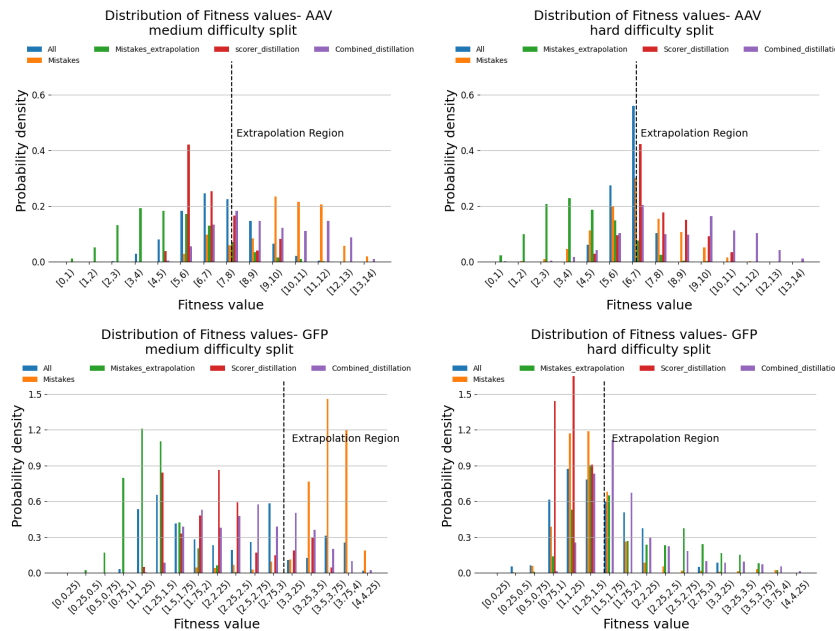 Distribution of Fitness values- AAV
medium difficulty split
All
Mistakes
Mistakes_extrapolation
scorer_distillation
Combined_distillation
Probability density
0.6
0.4
0.2
0.0
Extrapolation Region
[0,1)
[1,2)
[2,3)
[3,4)
[4,5)
[5,6)
[6,7)
[7,8)
[8,9)
[9,10)
[10,11)
[11,12)
[12,13)
[13,14)
Fitness value
Distribution of Fitness values- AAV
hard difficulty split
All
Mistakes
Mistakes_extrapolation
Scorer_distillation
Combined_distillation
Probability density
0.6
0.4
0.2
0.0
Extrapolation Region
[0,1)
[1,2)
[2,3)
[3,4)
[4,5)
[5,6)
[6,7)
[7,8)
[8,9)
[9,10)
[10,11)
[11,12)
[12,13)
[13,14)
Fitness value
Distribution of Fitness values- GFP
medium difficulty split
All
Mistakes
Mistakes_extrapolation
Scorer_distillation
Combined_distillation
Probability density
1.5
1.2
0.9
0.6
0.3
0.0
Extrapolation Region
[0,0.25)
[0.25,0.5)
[0.5,0.75)
[0.75,1)
[1,1.25)
[1.25,1.5)
[1.5,1.75)
[1.75,2)
[2,2.25)
[2.25,2.5)
[2.5,2.75)
[2.75,3)
[3,3.25)
[3.25,3.5)
[3.5,3.75)
[3.75,4)
[4,4.25)
Fitness value
Distribution of Fitness values- GFP
hard difficulty split
All
Mistakes
Mistakes_extrapolation
Scorer_distillation
Combined_distillation
Probability density
1.5
1.2
0.9
0.6
0.3
0.0
Extrapolation Region
[0,0.25)
[0.25,0.5)
[0.5,0.75)
[0.75,1)
[1,1.25)
[1.25,1.5)
[1.5,1.75)
[1.75,2)
[2,2.25)
[2.25,2.5)
[2.5,2.75)
[2.75,3)
[3,3.25)
[3.25,3.5)
[3.5,3.75)
[3.75,4)
[4,4.25)
Fitness value